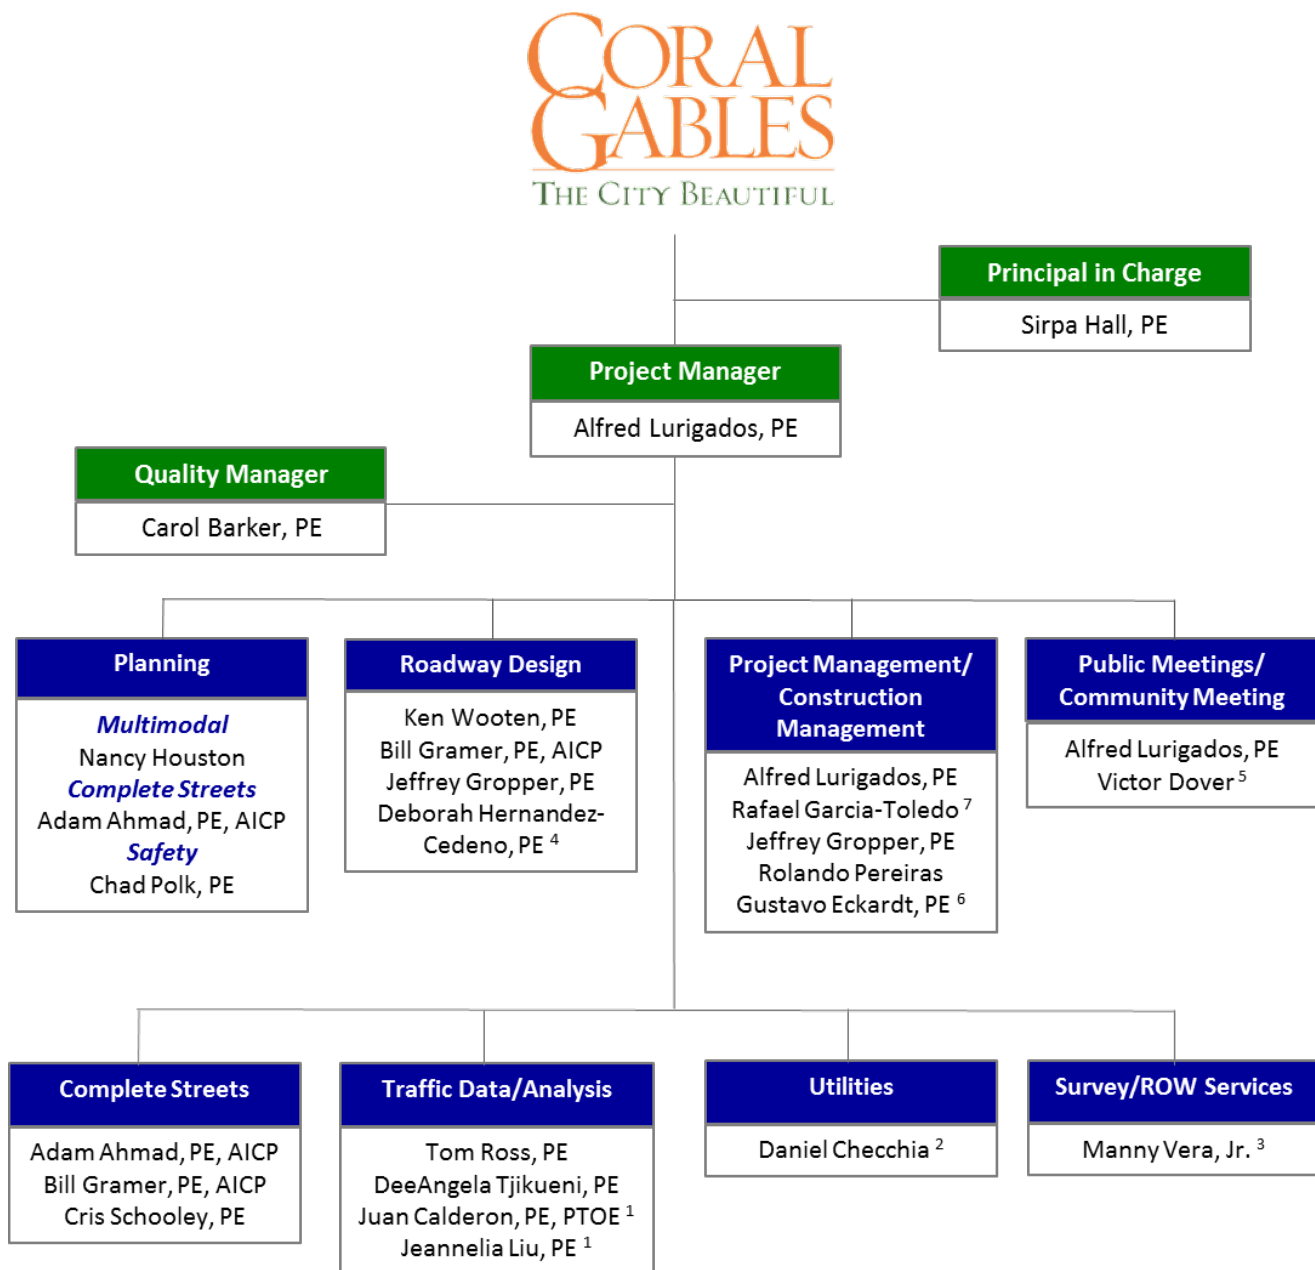 CORAL
GABLES
THE CITY BEAUTIFUL
Principal in Charge
Sirpa Hall, PE
Project Manager
Alfred Lurigados, PE
Quality Manager
Carol Barker, PE
Planning
Multimodal
Nancy Houston
Complete Streets
Adam Ahmad, PE, AICP
Safety
Chad Polk, PE
Roadway Design
Ken Wooten, PE
Bill Gramer, PE, AICP
Jeffrey Gropper, PE
Deborah Hernandez-
Cedeno, PE 4
Project Management/
Construction
Management
Alfred Lurigados, PE
Rafael Garcia-Toledo 7
Jeffrey Gropper, PE
Rolando Pereiras
Gustavo Eckardt, PE 6
Public Meetings/
Community Meeting
Alfred Lurigados, PE
Victor Dover 5
Complete Streets
Adam Ahmad, PE, AICP
Bill Gramer, PE, AICP
Cris Schooley, PE
Traffic Data/Analysis
Tom Ross, PE
DeeAngela Tjikueni, PE
Juan Calderon, PE, PTOE 1
Jeannelia Liu, PE 1
Utilities
Daniel Checchia 2
Survey/ROW Services
Manny Vera, Jr. 3